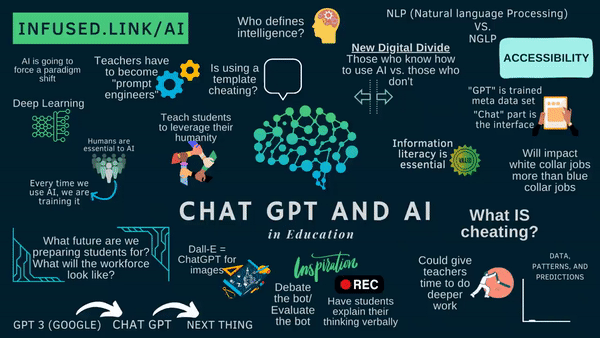 INFUSED.LINK/AI
Who defines
intelligence?
NLP (Natural language Processing)
VS.
NGLP
ACCESSIBILITY
AI is going to
force a paradigm
shift
Teachers have
to become
"prompt
engineers"
Is using a
template
cheating?
New Digital Divide
Those who know how
to use AI vs. those who
don't
"GPT" is trained
meta data set
"Chat" part is
the interface
Deep Learning
Teach students
to leverage their
humanity
Humans are
essential to AI
Information
literacy is
essential
VALUED
Will impact
white collar jobs
more than blue
collar jobs
Every time we
use AI, we are
training it
CHAT GPT AND AI
in Education
What IS
cheating?
What future are we
preparing students for?
What will the workforce
look like?
Dall-E =
ChatGPT for
images
Inspiration
REC
Debate
the bot/
Evaluate
the bot
Have students
explain their
thinking verbally
Could give
teachers
time to do
deeper
work
DATA,
PATTERNS, AND
PREDICTIONS
GPT 3 (GOOGLE)
CHAT GPT
NEXT THING